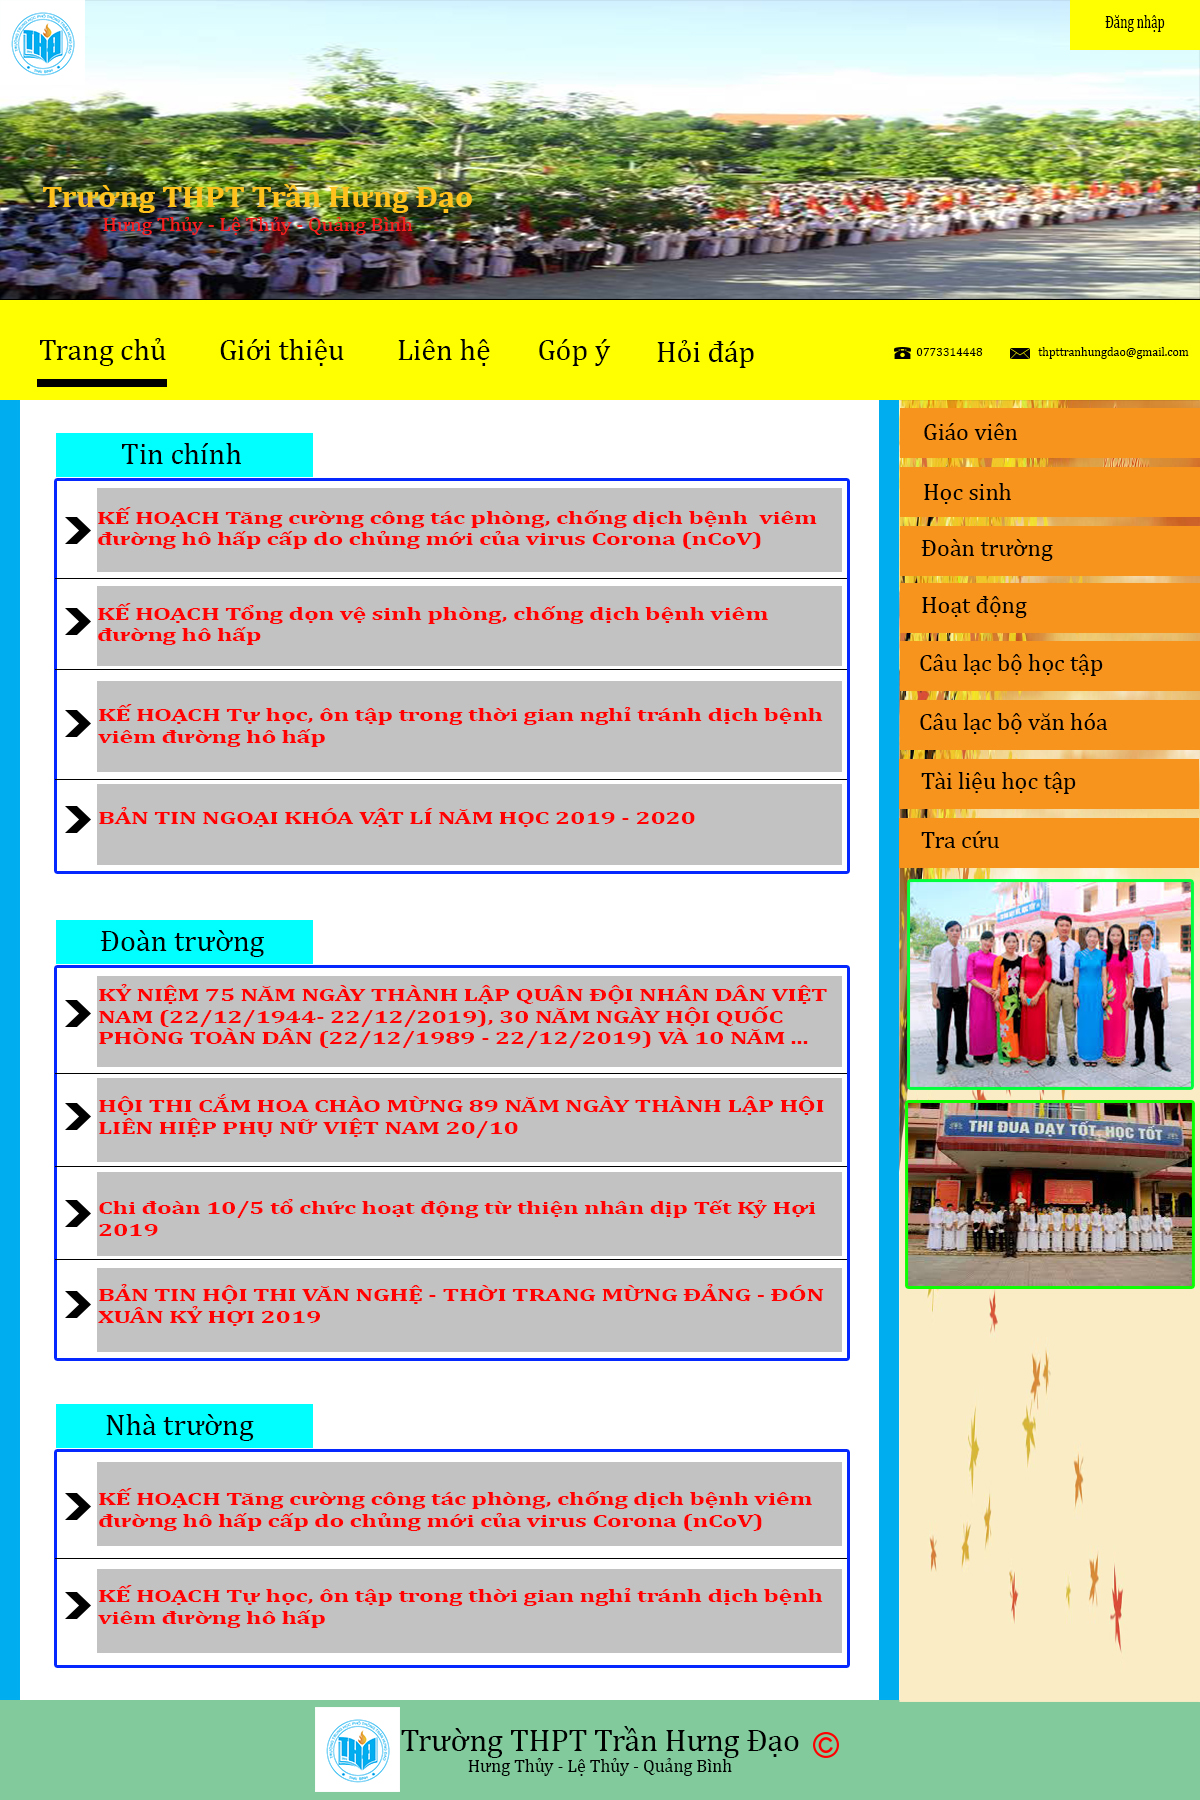 Đăng nhập
Trường THPT Trần Hưng Đạo
Hưng Thủy - Lệ Thủy - Quảng Bình
Trang chủ
Giới thiệu
Liên hệ
Góp ý
Hỏi đáp
0773314448
thpttranhungdao@gmail.com
Tin chính
KẾ HOẠCH Tăng cường công tác phòng, chống dịch bệnh  viêm
đường hô hấp cấp do chủng mới của virus Corona (nCoV)
KẾ HOẠCH Tổng dọn vệ sinh phòng, chống dịch bệnh viêm
đường hô hấp
KẾ HOẠCH Tự học, ôn tập trong thời gian nghỉ tránh dịch bệnh
viêm đường hô hấp
BẢN TIN NGOẠI KHÓA VẬT LÍ NĂM HỌC 2019 - 2020
Đoàn trường
KỶ NIỆM 75 NĂM NGÀY THÀNH LẬP QUÂN ĐỘI NHÂN DÂN VIỆT
NAM (22/12/1944- 22/12/2019), 30 NĂM NGÀY HỘI QUỐC
PHÒNG TOÀN DÂN (22/12/1989 - 22/12/2019) VÀ 10 NĂM ...
HỘI THI CẮM HOA CHÀO MỪNG 89 NĂM NGÀY THÀNH LẬP HỘI
LIÊN HIỆP PHỤ NỮ VIỆT NAM 20/10
Chi đoàn 10/5 tổ chức hoạt động từ thiện nhân dịp Tết Kỷ Hợi
2019
BẢN TIN HỘI THI VĂN NGHỆ - THỜI TRANG MỪNG ĐẢNG - ĐÓN
XUÂN KỶ HỢI 2019
Nhà trường
KẾ HOẠCH Tăng cường công tác phòng, chống dịch bệnh viêm
đường hô hấp cấp do chủng mới của virus Corona (nCoV)
KẾ HOẠCH Tự học, ôn tập trong thời gian nghỉ tránh dịch bệnh
viêm đường hô hấp
Giáo viên
Học sinh
Đoàn trường
Hoạt động
Câu lạc bộ học tập
Câu lạc bộ văn hóa
Tài liệu học tập
Tra cứu
THI ĐUA DẠY TỐT, HỌC TỐT
Trường THPT Trần Hưng Đạo ©
Hưng Thủy - Lệ Thủy - Quảng Bình